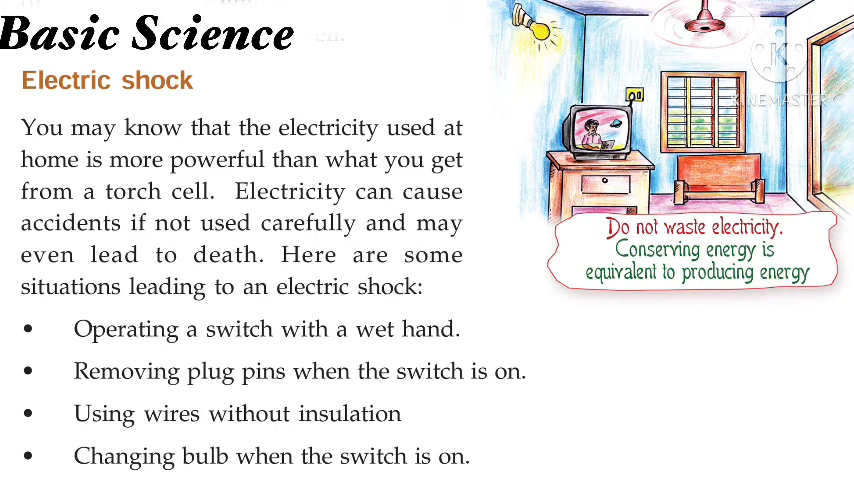 Basic Science
Electric shock
You may know that the electricity used at
home is more powerful than what you get
from a torch cell. Electricity can cause
accidents if not used carefully and may
even lead to death. Here are some
situations leading to an electric shock:
• Operating a switch with a wet hand.
• Removing plug pins when the switch is on.
• Using wires without insulation
• Changing bulb when the switch is on.
K
KINEMASTER
Do not waste electricity.
Conserving energy is
equivalent to producing energy